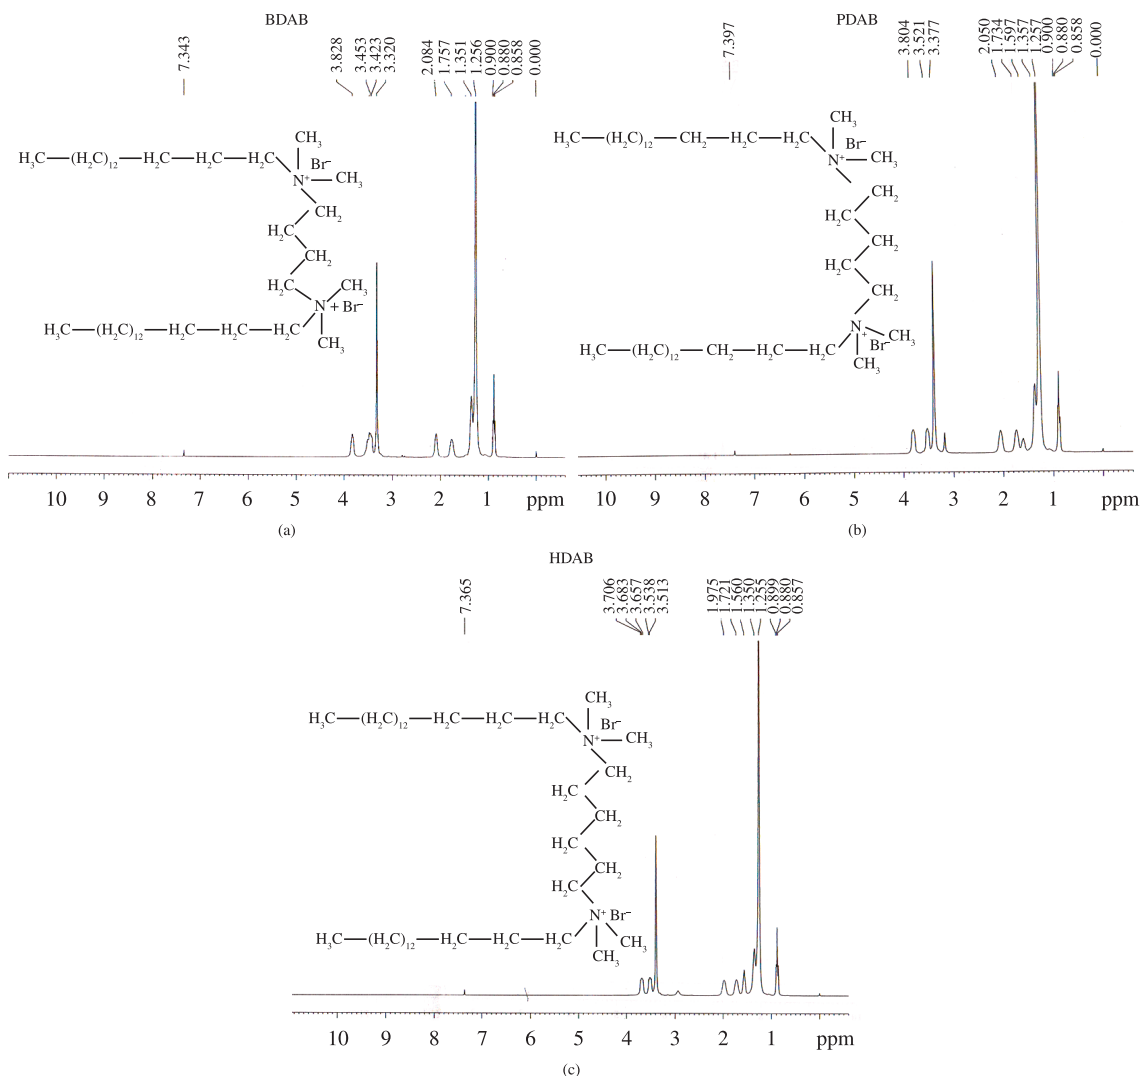 BDAB
7.343
3.828
3.453
3.423
3.320
2.084
1.757
1.351
1.256
0.900
0.880
0.858
0.000
CH3
H3C—(H2C)12—H2C—H2C—H2C
Br−
N+—CH3
CH2
H2C
CH2
H2C
CH3
N + Br−
H3C—(H2C)12—H2C—H2C—H2C
CH3
10 9 8 7 6 5 4 3 2 1 ppm
(a)
PDAB
7.397
3.804
3.521
3.377
2.050
1.734
1.597
1.357
1.257
0.900
0.880
0.858
0.000
CH3
H3C—(H2C)12—CH2—H2C—H2C
Br−
N+—CH3
CH2
H2C
CH2
H2C
CH2
N+
CH3
Br−
H3C—(H2C)12—CH2—H2C—H2C
CH3
10 9 8 7 6 5 4 3 2 1 ppm
(b)
HDAB
7.365
3.706
3.683
3.657
3.538
3.513
1.975
1.721
1.560
1.350
1.255
0.899
0.880
0.857
CH3
H3C—(H2C)12—H2C—H2C—H2C
Br−
N+—CH3
CH2
H2C
CH2
H2C
CH2
H2C
N+ Br−
H3C—(H2C)12—H2C—H2C—H2C
CH3
CH3
10 9 8 7 6 5 4 3 2 1 ppm
(c)